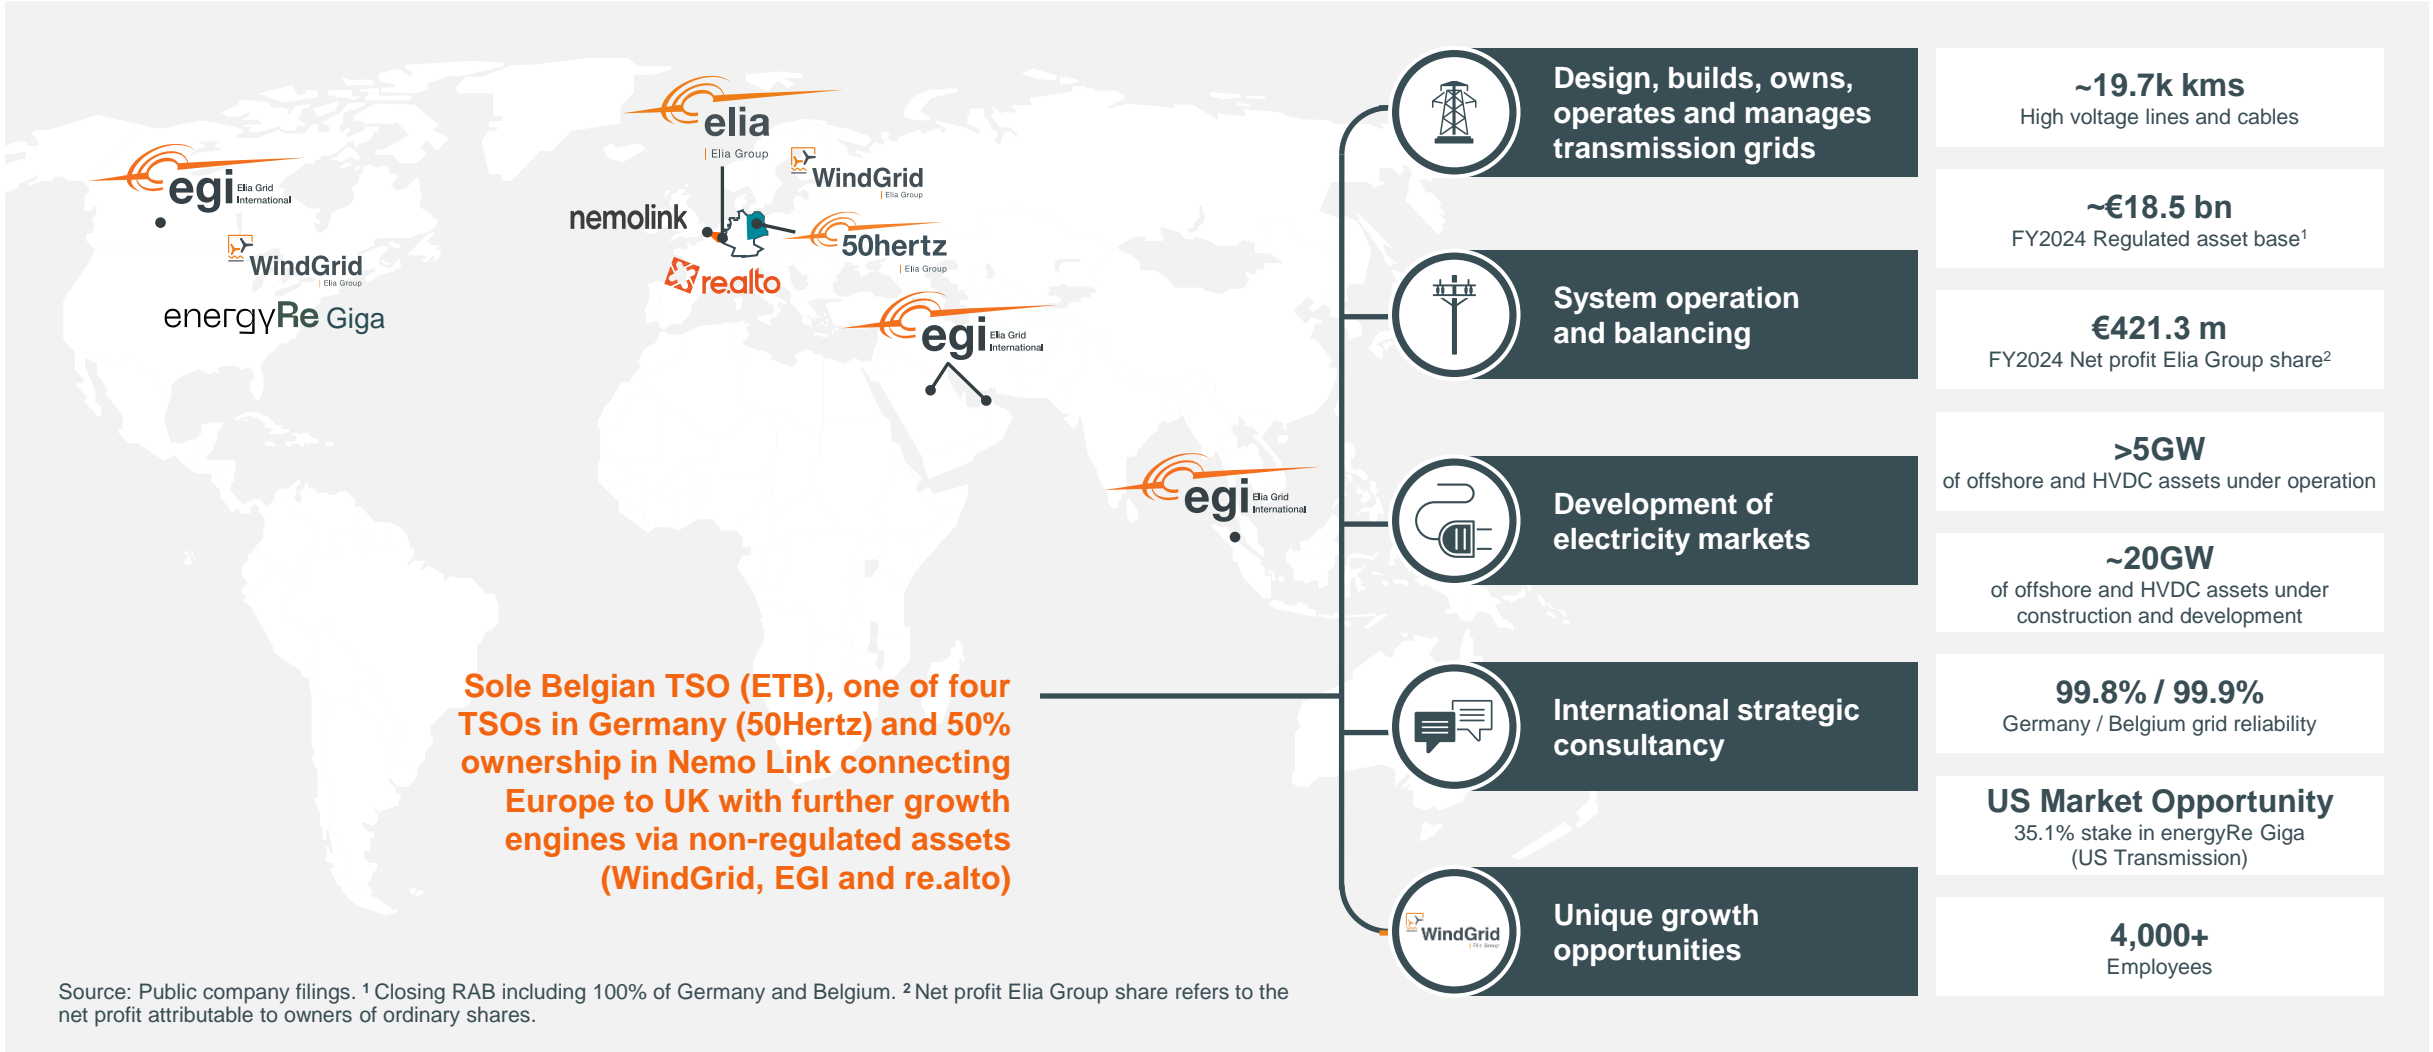 elia
| Elia Group
egi Elia Grid
International
WindGrid
| Elia Group
energyRe Giga
nemolink
WindGrid
| Elia Group
50hertz
| Elia Group
re.alto
egi Elia Grid
International
egi Elia Grid
International
Sole Belgian TSO (ETB), one of four
TSOs in Germany (50Hertz) and 50%
ownership in Nemo Link connecting
Europe to UK with further growth
engines via non-regulated assets
(WindGrid, EGI and re.alto)
Design, builds, owns,
operates and manages
transmission grids
System operation
and balancing
Development of
electricity markets
International strategic
consultancy
WindGrid
| Elia Group
Unique growth
opportunities
~19.7k kms
High voltage lines and cables
~€18.5 bn
FY2024 Regulated asset base¹
€421.3 m
FY2024 Net profit Elia Group share²
>5GW
of offshore and HVDC assets under operation
~20GW
of offshore and HVDC assets under
construction and development
99.8% / 99.9%
Germany / Belgium grid reliability
US Market Opportunity
35.1% stake in energyRe Giga
(US Transmission)
4,000+
Employees
Source: Public company filings. ¹ Closing RAB including 100% of Germany and Belgium. ² Net profit Elia Group share refers to the
net profit attributable to owners of ordinary shares.